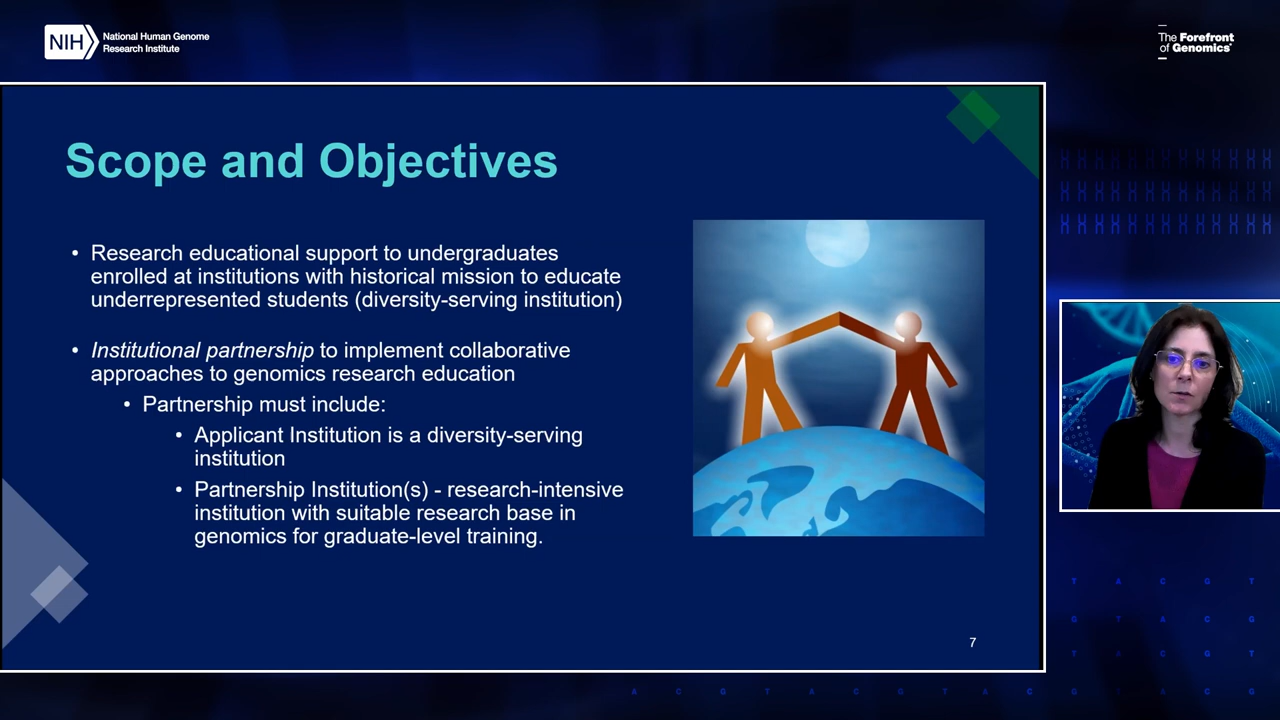 NIH
National Human Genome
Research Institute
The Forefront
of Genomics®
Scope and Objectives
• Research educational support to undergraduates
enrolled at institutions with historical mission to educate
underrepresented students (diversity-serving institution)
• Institutional partnership to implement collaborative
approaches to genomics research education
• Partnership must include:
• Applicant Institution is a diversity-serving
institution
• Partnership Institution(s) - research-intensive
institution with suitable research base in
genomics for graduate-level training.
7
T A C G T
G T A C G
T A C G T
A C G T A C G T A C G T A C G